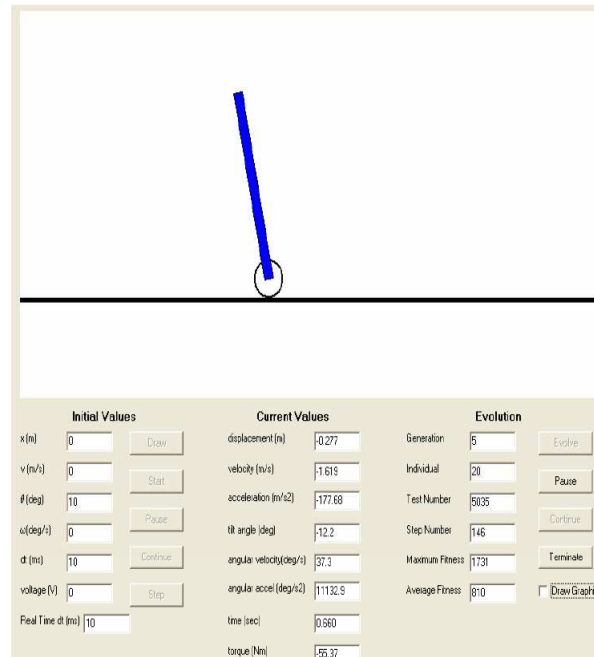 Initial Values Current Values Evolution
x (m) 0 Draw displacement (m) -0.277 Generation 5 Evolve
v (m/s) 0 Start velocity (m/s) -1.619 Individual 20 Pause
θ (deg) 10 Pause acceleration (m/s2) -177.68 Test Number 5035 Continue
ω(deg/s) 0 Continue tilt angle (deg) -12.2 Step Number 146 Terminate
dt (ms) 10 Step angular velocity(deg/s) 37.3 Maximum Fitness 1731 Draw Graphi
voltage (V) 0 angular accel (deg/s2) 11132.9 Average Fitness 810
Real Time dt (ms) 10 time (sec) 0.660
torque (Nm) -55.37